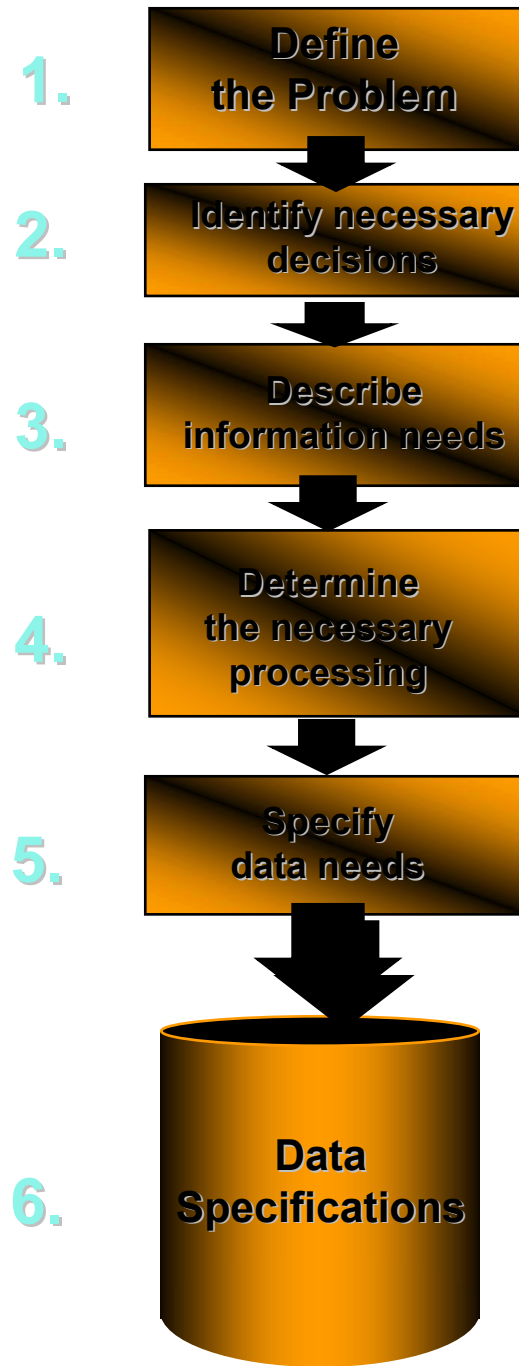 1.
Define
the Problem
2.
Identify necessary
decisions
3.
Describe
information needs
4.
Determine
the necessary
processing
5.
Specify
data needs
6.
Data
Specifications